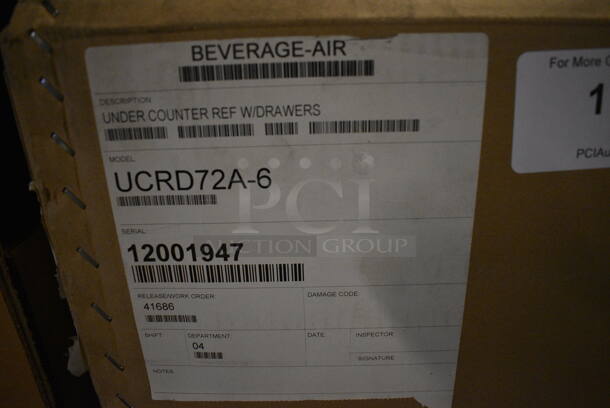 BEVERAGE-AIR
DESCRIPTION
UNDER COUNTER REF W/DRAWERS
MODEL
UCRD72A-6
SERIAL
12001947
RELEASE/WORK ORDER:
41686
DAMAGE CODE:
SHIFT:
DEPARTMENT:
04
DATE:
INSPECTOR
SIGNATURE
NOTES
PCI
AUCTION GROUP
For More
1
PCIAu